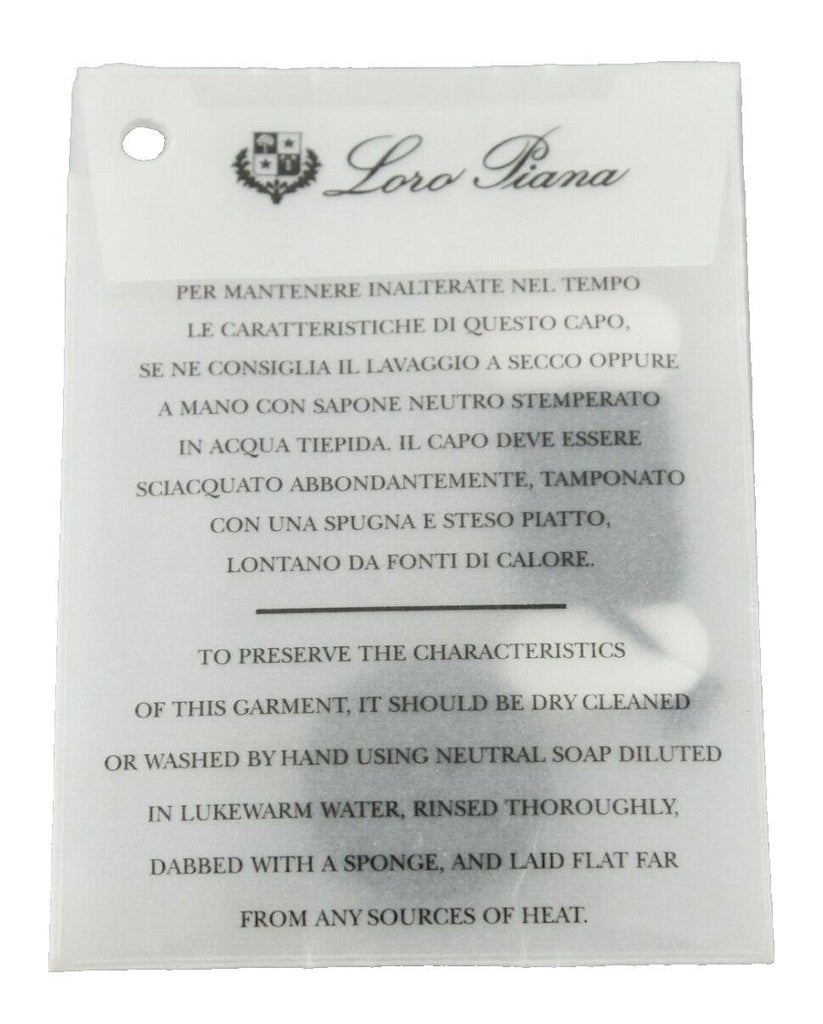 Loro Piana
PER MANTENERE INALTERATE NEL TEMPO
LE CARATTERISTICHE DI QUESTO CAPO,
SE NE CONSIGLIA IL LAVAGGIO A SECCO OPPURE
A MANO CON SAPONE NEUTRO STEMPERATO
IN ACQUA TIEPIDA. IL CAPO DEVE ESSERE
SCIACQUATO ABBONDANTEMENTE, TAMPONATO
CON UNA SPUGNA E STESO PIATTO,
LONTANO DA FONTI DI CALORE.
TO PRESERVE THE CHARACTERISTICS
OF THIS GARMENT, IT SHOULD BE DRY CLEANED
OR WASHED BY HAND USING NEUTRAL SOAP DILUTED
IN LUKEWARM WATER, RINSED THOROUGHLY,
DABBED WITH A SPONGE, AND LAID FLAT FAR
FROM ANY SOURCES OF HEAT.